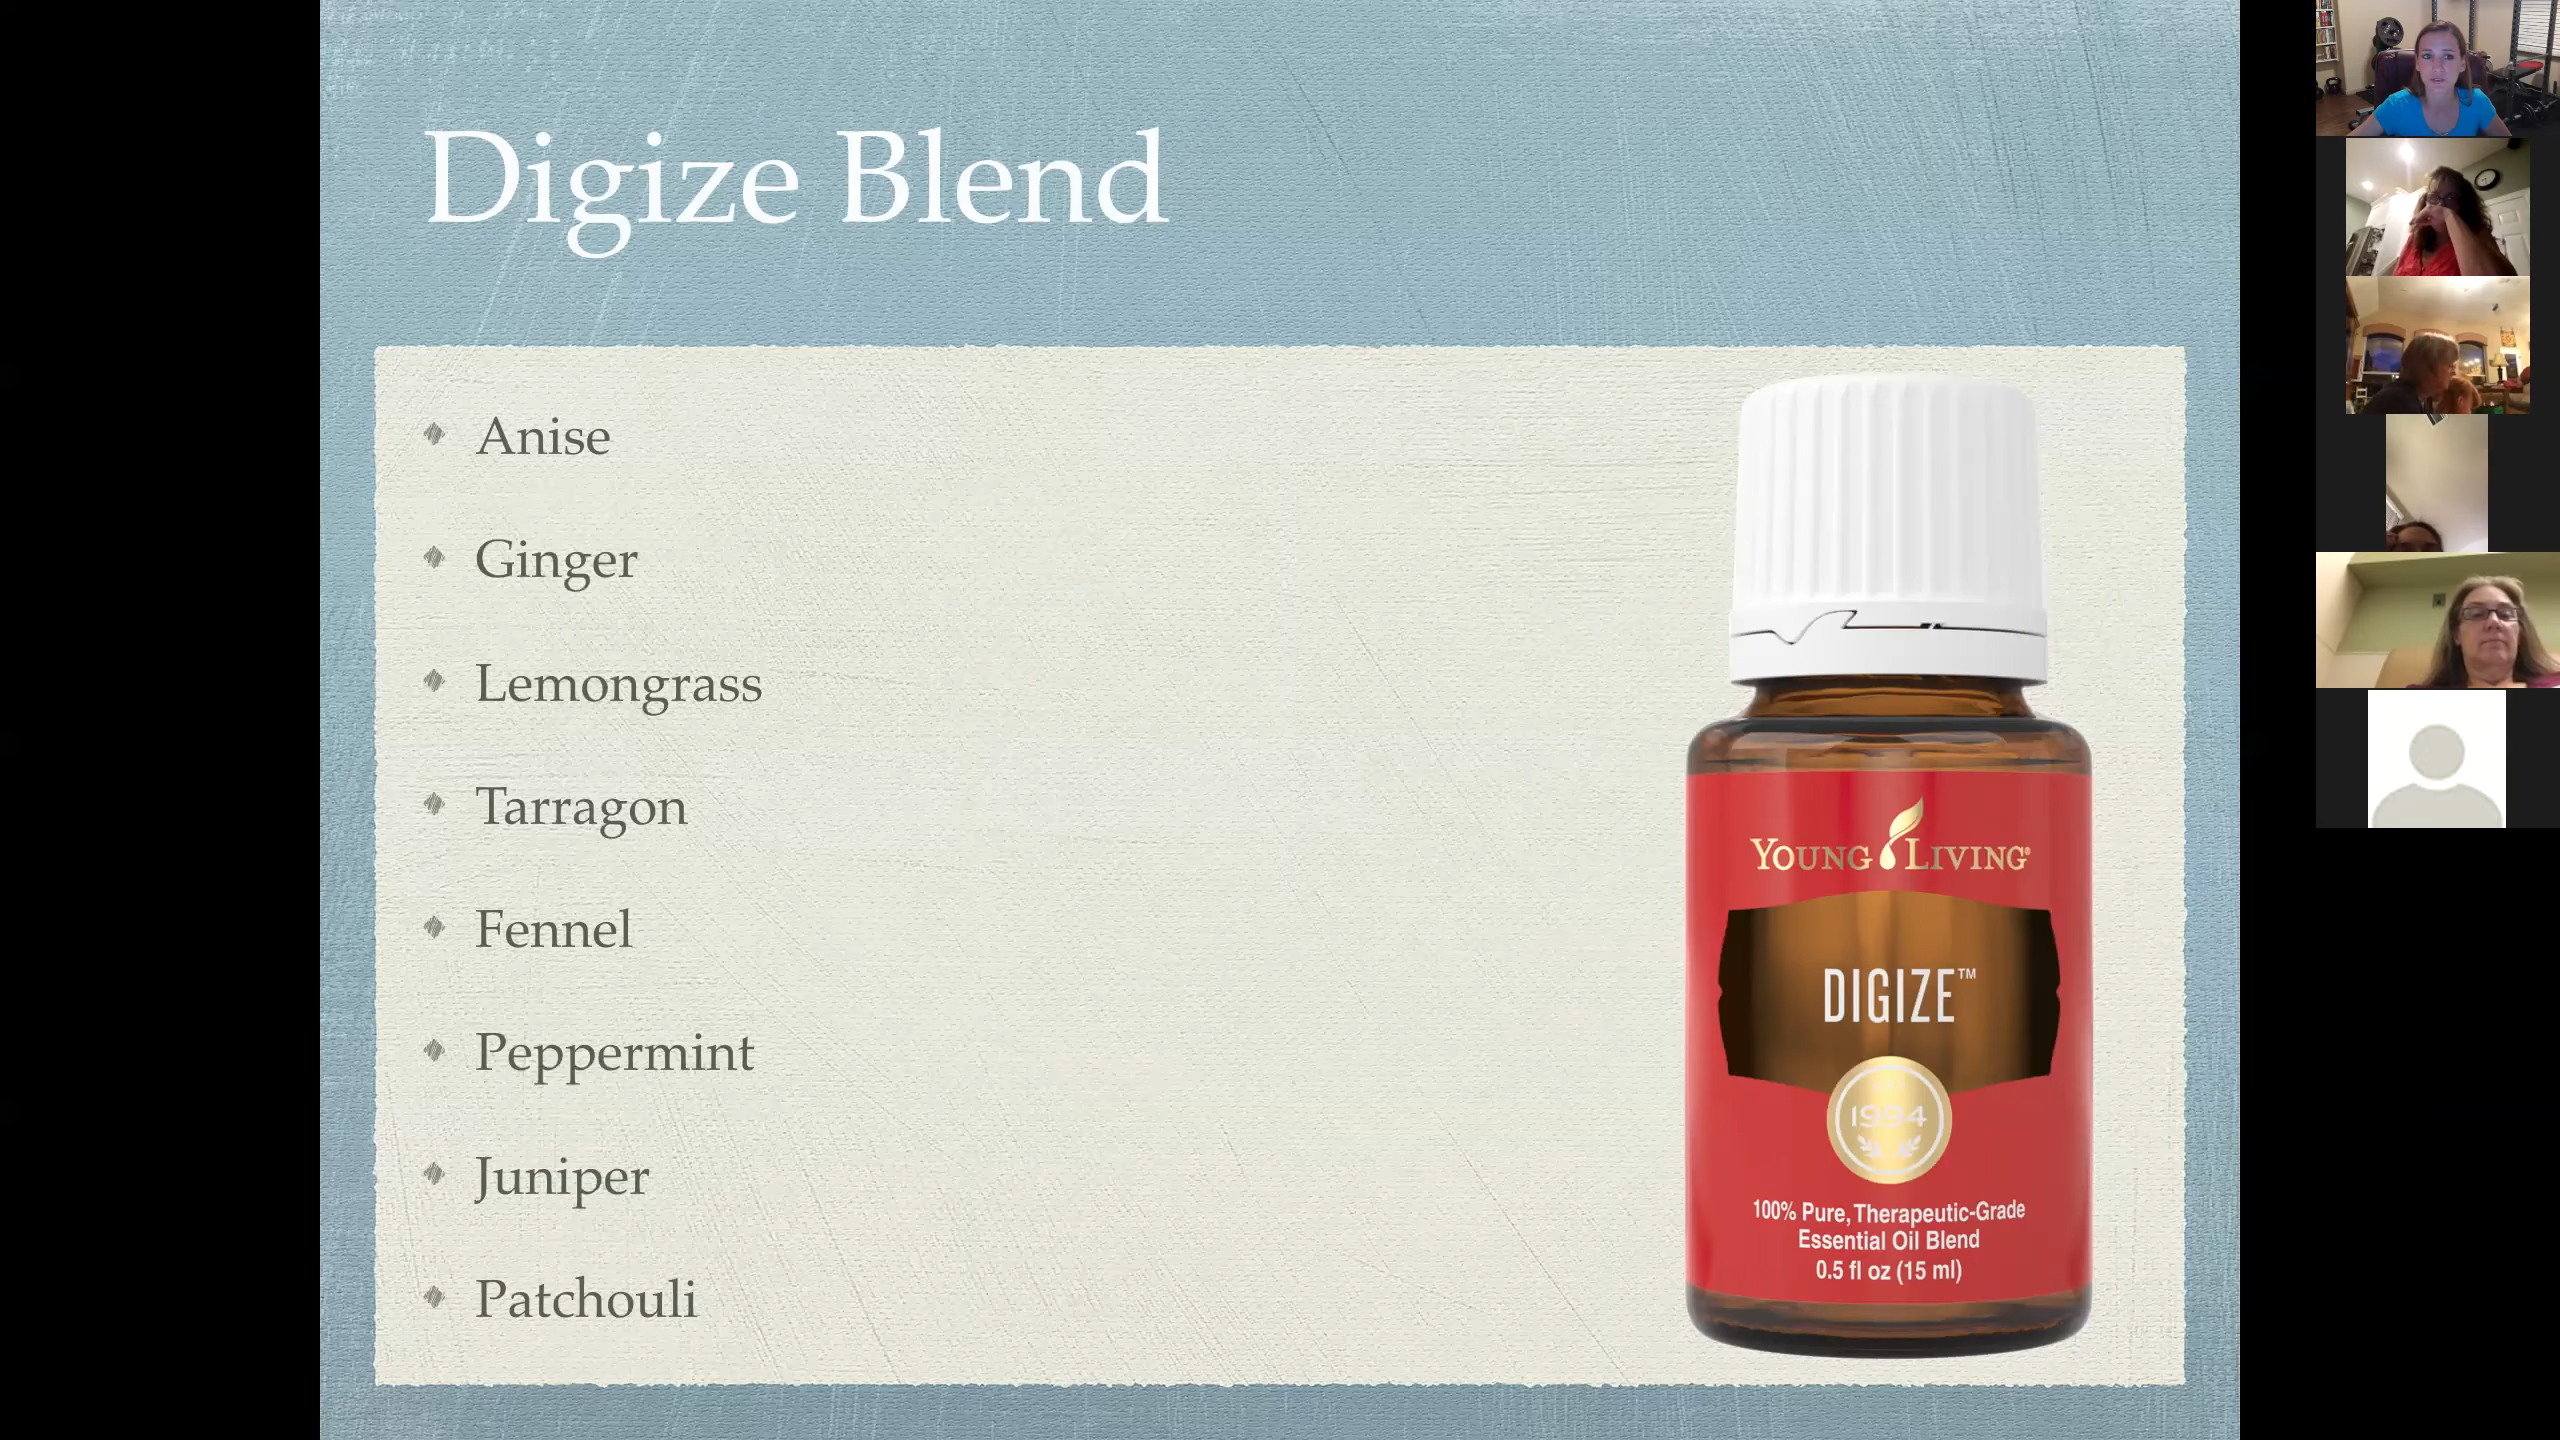 Digize Blend
Anise
Ginger
Lemongrass
Tarragon
Fennel
Peppermint
Juniper
Patchouli
YOUNG LIVING®
DIGIZE™
1994
100% Pure, Therapeutic-Grade
Essential Oil Blend
0.5 fl oz (15 ml)